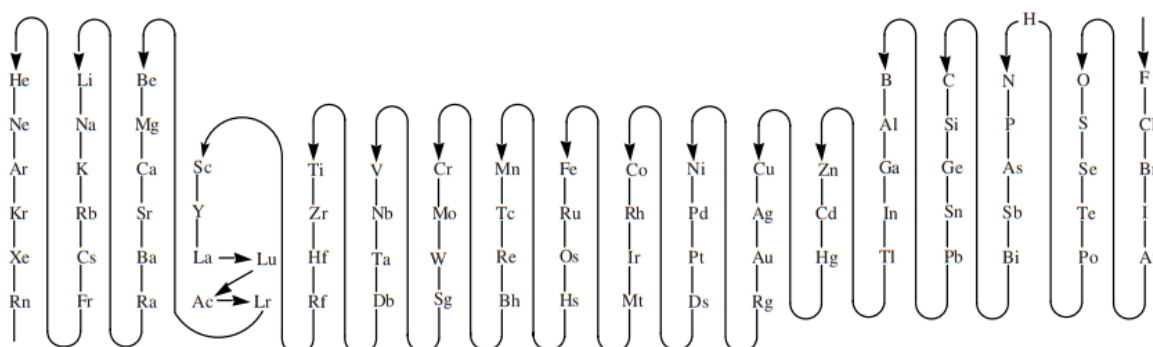 H
He Li Be B C N O F
Ne Na Mg Al Si P S Cl
Ar K Ca Sc Ti V Cr Mn Fe Co Ni Cu Zn Ga Ge As Se Br
Kr Rb Sr Y Zr Nb Mo Tc Ru Rh Pd Ag Cd In Sn Sb Te I
Xe Cs Ba La Lu Hf Ta W Re Os Ir Pt Au Hg Tl Pb Bi Po
Rn Fr Ra Ac Lr Rf Db Sg Bh Hs Mt Ds Rg